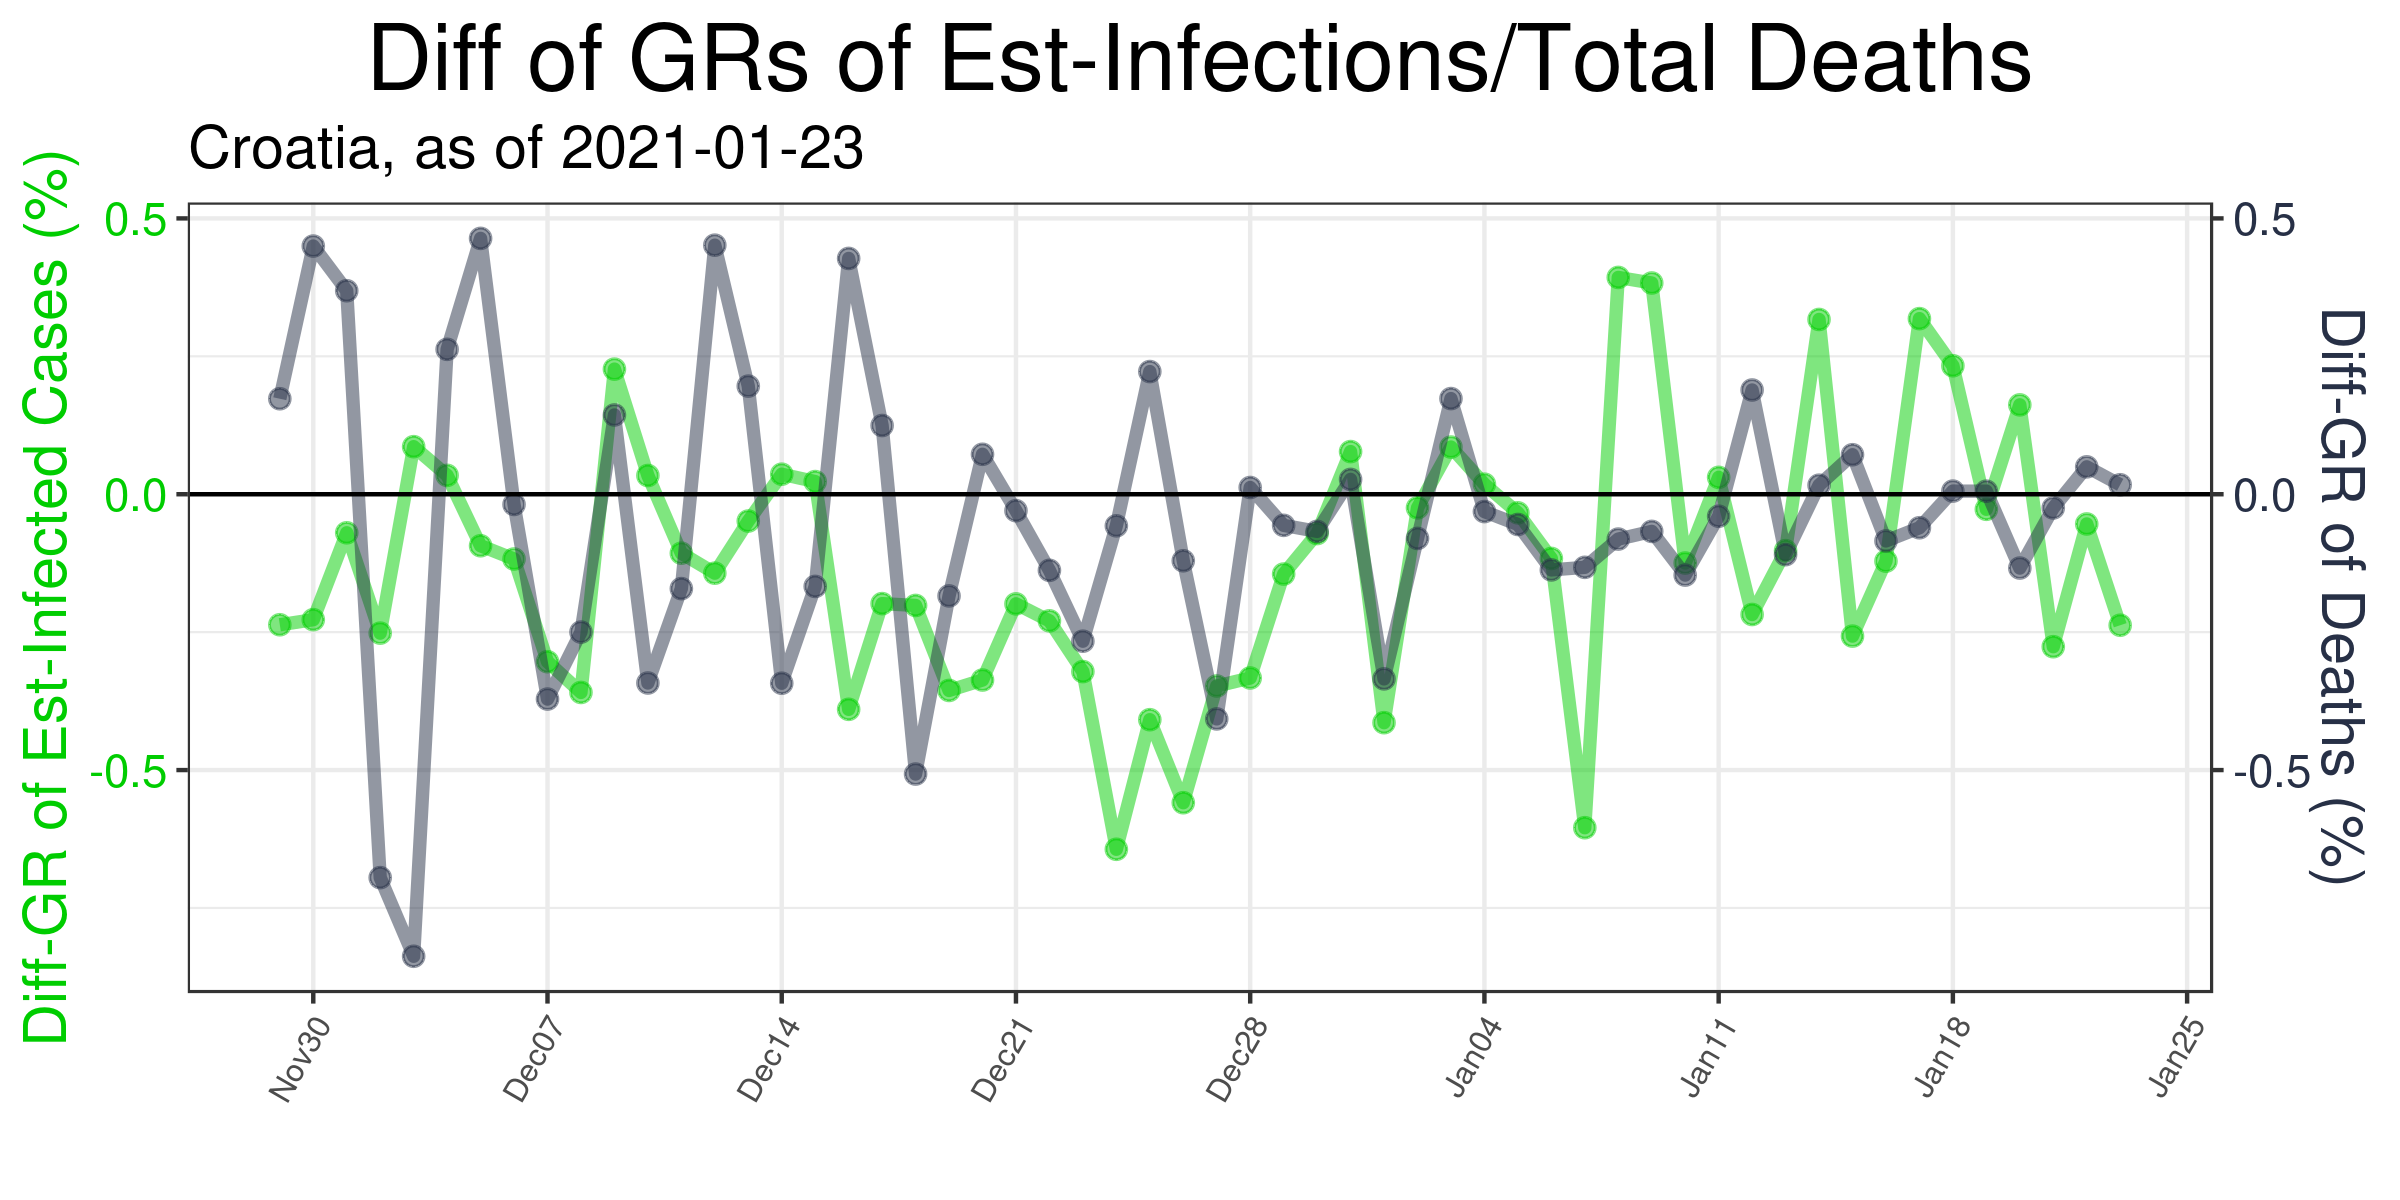 Diff of GRs of Est-Infections/Total Deaths
Croatia, as of 2021-01-23
Diff-GR of Est-Infected Cases (%)
0.5
0.0
-0.5
0.5
0.0
-0.5
Diff-GR of Deaths (%)
Nov30
Dec07
Dec14
Dec21
Dec28
Jan04
Jan11
Jan18
Jan25